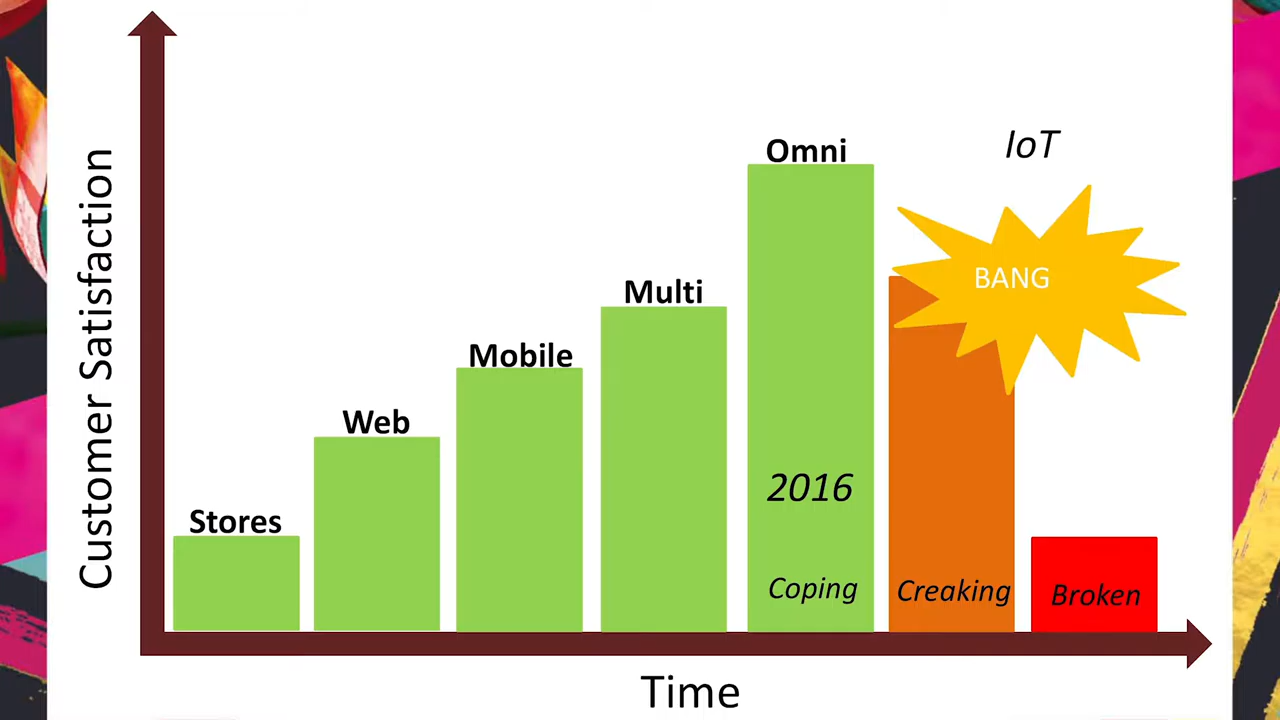 Customer Satisfaction
Stores
Web
Mobile
Multi
Omni
IoT
BANG
2016
Coping
Creaking
Broken
Time